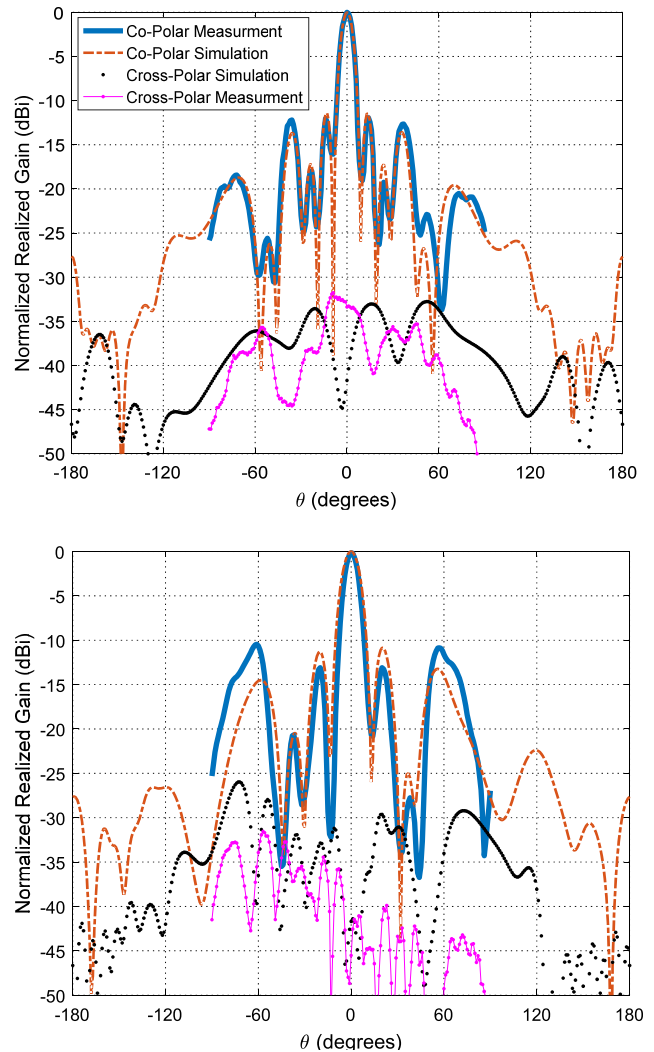 0
-5
-10
-15
-20
-25
-30
-35
-40
-45
-50
Normalized Realized Gain (dBi)
Co-Polar Measurment
Co-Polar Simulation
Cross-Polar Simulation
Cross-Polar Measurment
-180 -120 -60 0 60 120 180
θ (degrees)
0
-5
-10
-15
-20
-25
-30
-35
-40
-45
-50
Normalized Realized Gain (dBi)
-180 -120 -60 0 60 120 180
θ (degrees)